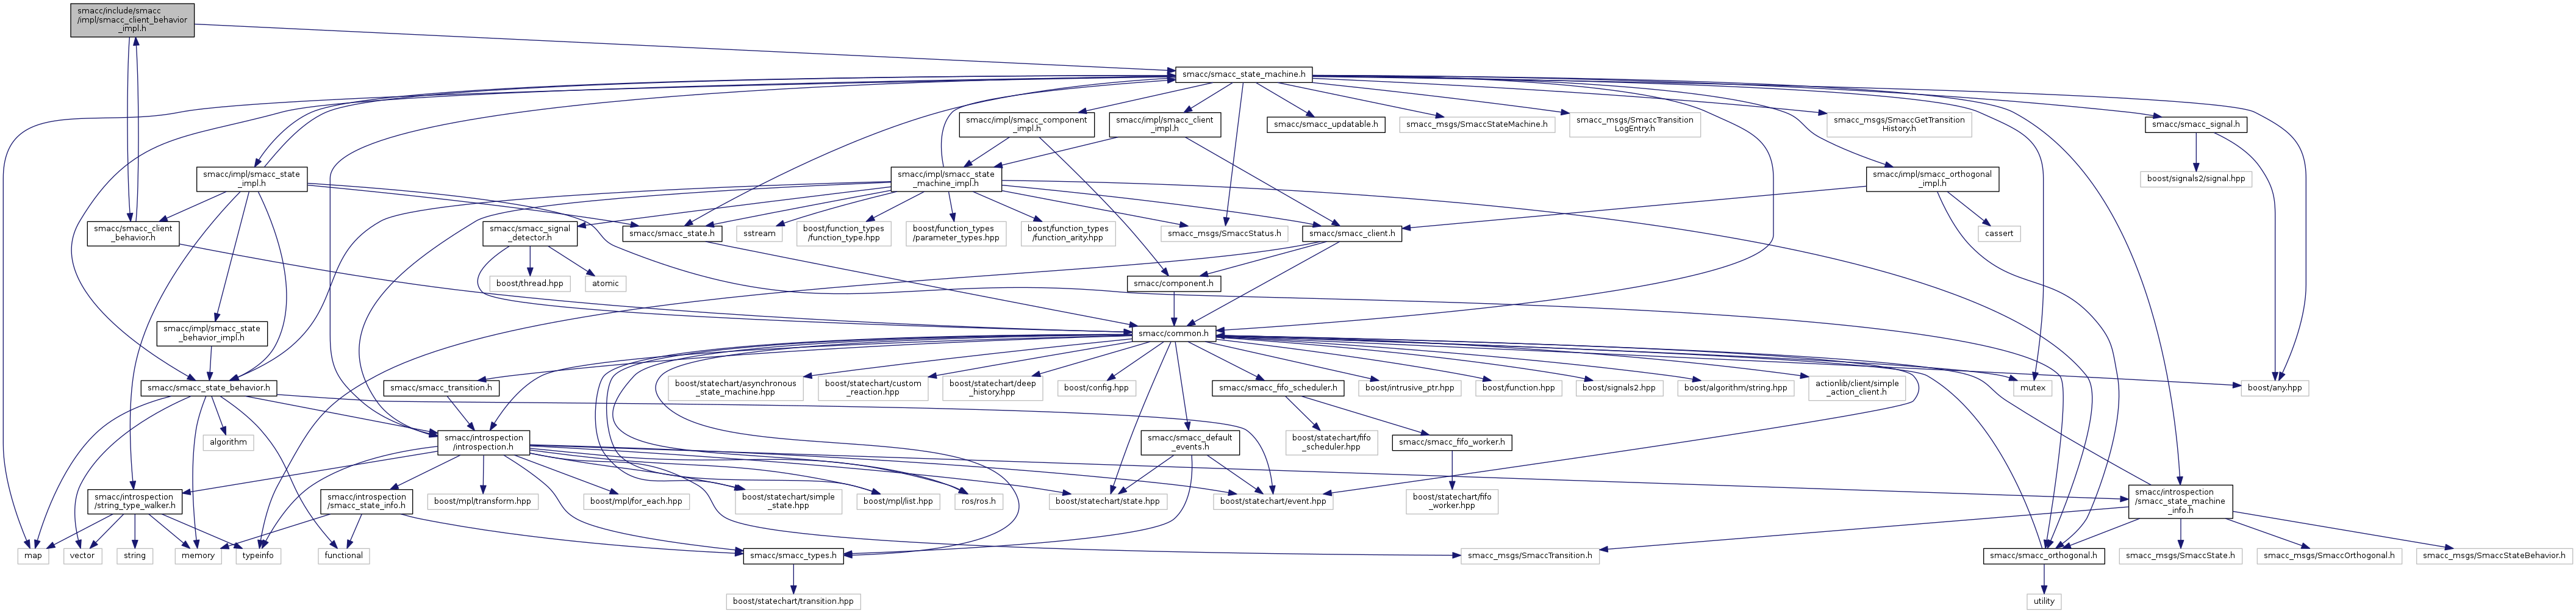 smacc/include/smacc
/impl/smacc_client_behavior
_impl.h
smacc/smacc_state_machine.h
smacc/impl/smacc_component
_impl.h
smacc/impl/smacc_client
_impl.h
smacc/smacc_updatable.h
smacc_msgs/SmaccStateMachine.h
smacc_msgs/SmaccTransition
LogEntry.h
smacc_msgs/SmaccGetTransition
History.h
smacc/smacc_signal.h
smacc/impl/smacc_state
_impl.h
smacc/impl/smacc_state
_machine_impl.h
smacc/impl/smacc_orthogonal
_impl.h
boost/signals2/signal.hpp
smacc/smacc_client
_behavior.h
smacc/smacc_signal
_detector.h
smacc/smacc_state.h
sstream
boost/function_types
/function_type.hpp
boost/function_types
/parameter_types.hpp
boost/function_types
/function_arity.hpp
smacc_msgs/SmaccStatus.h
smacc/smacc_client.h
cassert
boost/thread.hpp
atomic
smacc/component.h
smacc/impl/smacc_state
_behavior_impl.h
smacc/common.h
smacc/smacc_state_behavior.h
smacc/smacc_transition.h
boost/statechart/asynchronous
_state_machine.hpp
boost/statechart/custom
_reaction.hpp
boost/statechart/deep
_history.hpp
boost/config.hpp
smacc/smacc_fifo_scheduler.h
boost/intrusive_ptr.hpp
boost/function.hpp
boost/signals2.hpp
boost/algorithm/string.hpp
actionlib/client/simple
_action_client.h
mutex
boost/any.hpp
algorithm
smacc/introspection
/introspection.h
smacc/smacc_default
_events.h
boost/statechart/fifo
_scheduler.hpp
smacc/smacc_fifo_worker.h
smacc/introspection
/string_type_walker.h
smacc/introspection
/smacc_state_info.h
boost/mpl/transform.hpp
boost/mpl/for_each.hpp
boost/statechart/simple
_state.hpp
boost/mpl/list.hpp
ros/ros.h
boost/statechart/state.hpp
boost/statechart/event.hpp
boost/statechart/fifo
_worker.hpp
smacc/introspection
/smacc_state_machine
_info.h
map
vector
string
memory
typeinfo
functional
smacc/smacc_types.h
smacc_msgs/SmaccTransition.h
smacc/smacc_orthogonal.h
smacc_msgs/SmaccState.h
smacc_msgs/SmaccOrthogonal.h
smacc_msgs/SmaccStateBehavior.h
boost/statechart/transition.hpp
utility